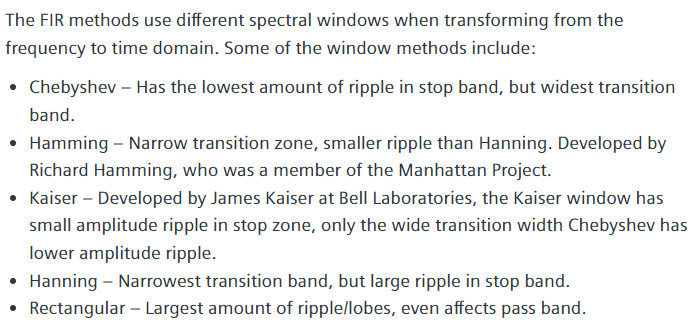 The FIR methods use different spectral windows when transforming from the
frequency to time domain. Some of the window methods include:
• Chebyshev – Has the lowest amount of ripple in stop band, but widest transition
band.
• Hamming – Narrow transition zone, smaller ripple than Hanning. Developed by
Richard Hamming, who was a member of the Manhattan Project.
• Kaiser – Developed by James Kaiser at Bell Laboratories, the Kaiser window has
small amplitude ripple in stop zone, only the wide transition width Chebyshev has
lower amplitude ripple.
• Hanning – Narrowest transition band, but large ripple in stop band.
• Rectangular – Largest amount of ripple/lobes, even affects pass band.